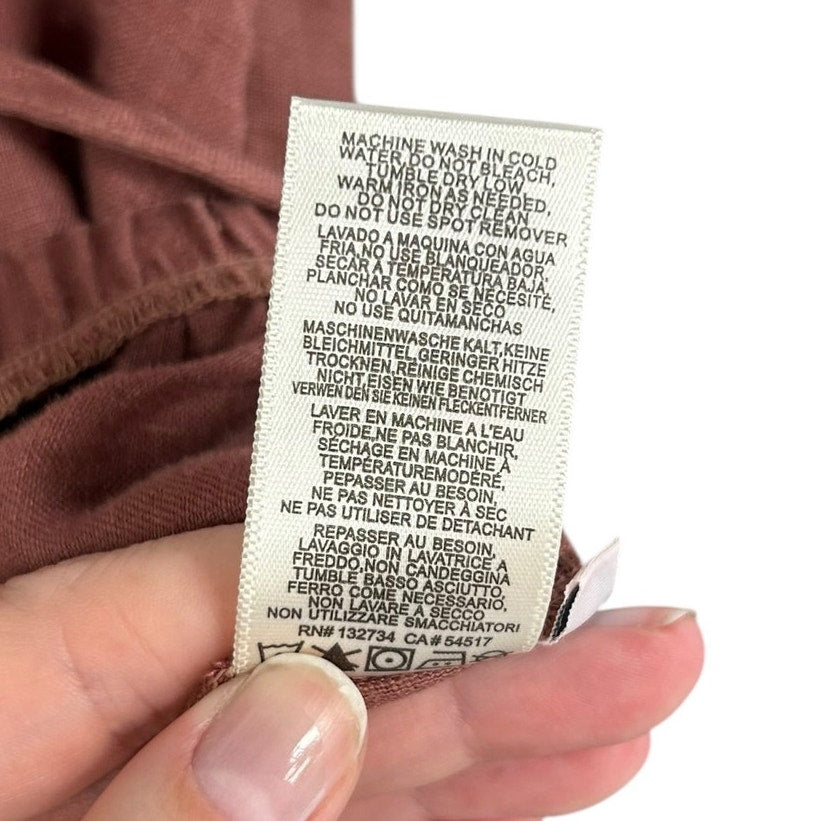 MACHINE WASH IN COLD
WATER, DO NOT BLEACH,
TUMBLE DRY LOW
WARM IRON AS NEEDED,
DO NOT DRY CLEAN
DO NOT USE SPOT REMOVER
LAVADO A MAQUINA CON AGUA
FRIA,NO USE BLANQUEADOR,
SECAR A TEMPERATURA BAJA,
PLANCHAR COMO SE NECESITE,
NO LAVAR EN SECO
NO USE QUITAMANCHAS
MASCHINENWASCHE KALT,KEINE
BLEICHMITTEL,GERINGER HITZE
TROCKNEN,REINIGE CHEMISCH
NICHT,EISEN WIE BENOTIGT
VERWEN DEN SIE KEINEN FLECKENTFERNER
LAVER EN MACHINE A L'EAU
FROIDE,NE PAS BLANCHIR,
SÉCHAGE EN MACHINE À
TEMPÉRATUREMODÉRÉ,
PEPASSER AU BESOIN,
NE PAS NETTOYER À SEC
NE PAS UTILISER DE DETACHANT
REPASSER AU BESOIN,
LAVAGGIO IN LAVATRICE A
FREDDO,NON CANDEGGINA
TUMBLE BASSO ASCIUTTO,
FERRO COME NECESSARIO,
NON LAVARE A SECCO
NON UTILIZZARE SMACCHIATORI
RN# 132734 CA# 54517